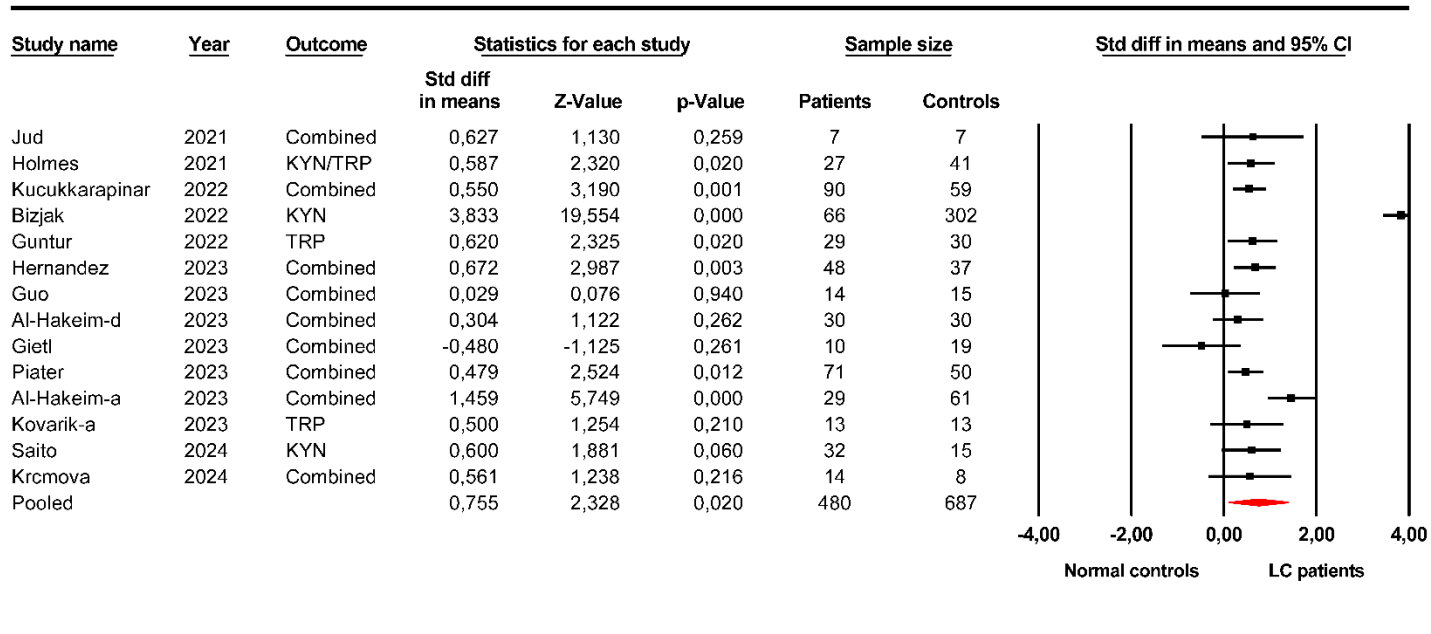 Study name Year Outcome Statistics for each study Sample size Std diff in means and 95% CI
Std diff
in means Z-Value p-Value Patients Controls
Jud 2021 Combined 0,627 1,130 0,259 7 7
Holmes 2021 KYN/TRP 0,587 2,320 0,020 27 41
Kucukkarapinar 2022 Combined 0,550 3,190 0,001 90 59
Bizjak 2022 KYN 3,833 19,554 0,000 66 302
Guntur 2022 TRP 0,620 2,325 0,020 29 30
Hernandez 2023 Combined 0,672 2,987 0,003 48 37
Guo 2023 Combined 0,029 0,076 0,940 14 15
Al-Hakeim-d 2023 Combined 0,304 1,122 0,262 30 30
Gietl 2023 Combined -0,480 -1,125 0,261 10 19
Piater 2023 Combined 0,479 2,524 0,012 71 50
Al-Hakeim-a 2023 Combined 1,459 5,749 0,000 29 61
Kovarik-a 2023 TRP 0,500 1,254 0,210 13 13
Saito 2024 KYN 0,600 1,881 0,060 32 15
Krcmova 2024 Combined 0,561 1,238 0,216 14 8
Pooled 0,755 2,328 0,020 480 687
-4,00 -2,00 0,00 2,00 4,00
Normal controls LC patients